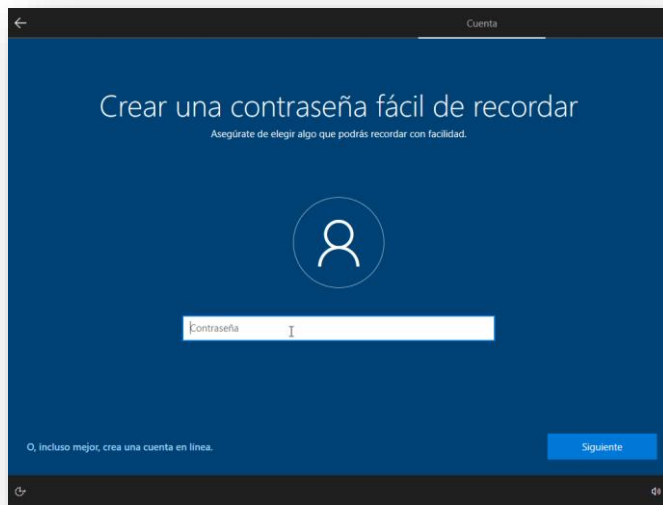 Cuenta
Crear una contraseña fácil de recordar
Asegúrate de elegir algo que podrás recordar con facilidad.
Contraseña
O, incluso mejor, crea una cuenta en línea.
Siguiente